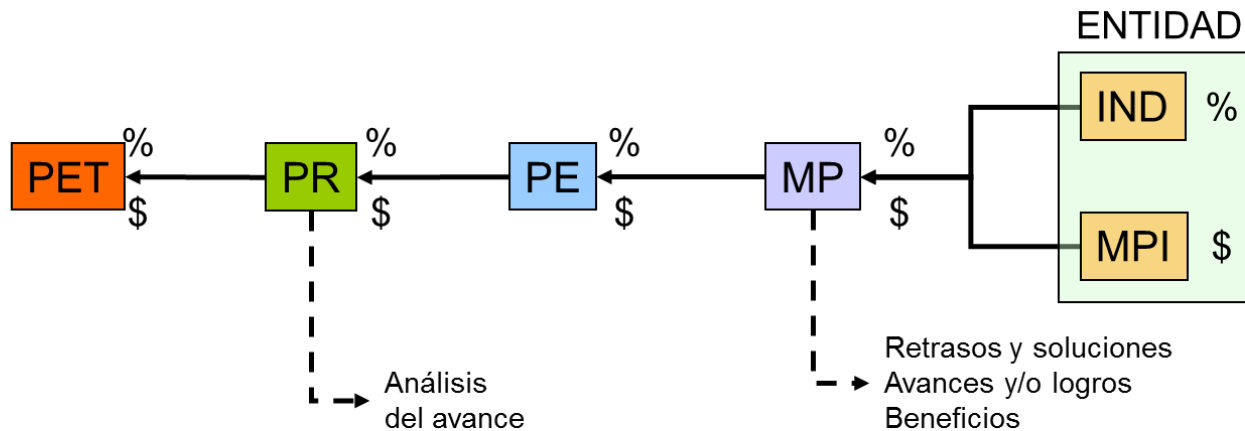 ENTIDAD
IND %
% % % %
PET PR PE MP
$ $ $ $
MPI $
Retrasos y soluciones
Análisis Avances y/o logros
del avance Beneficios